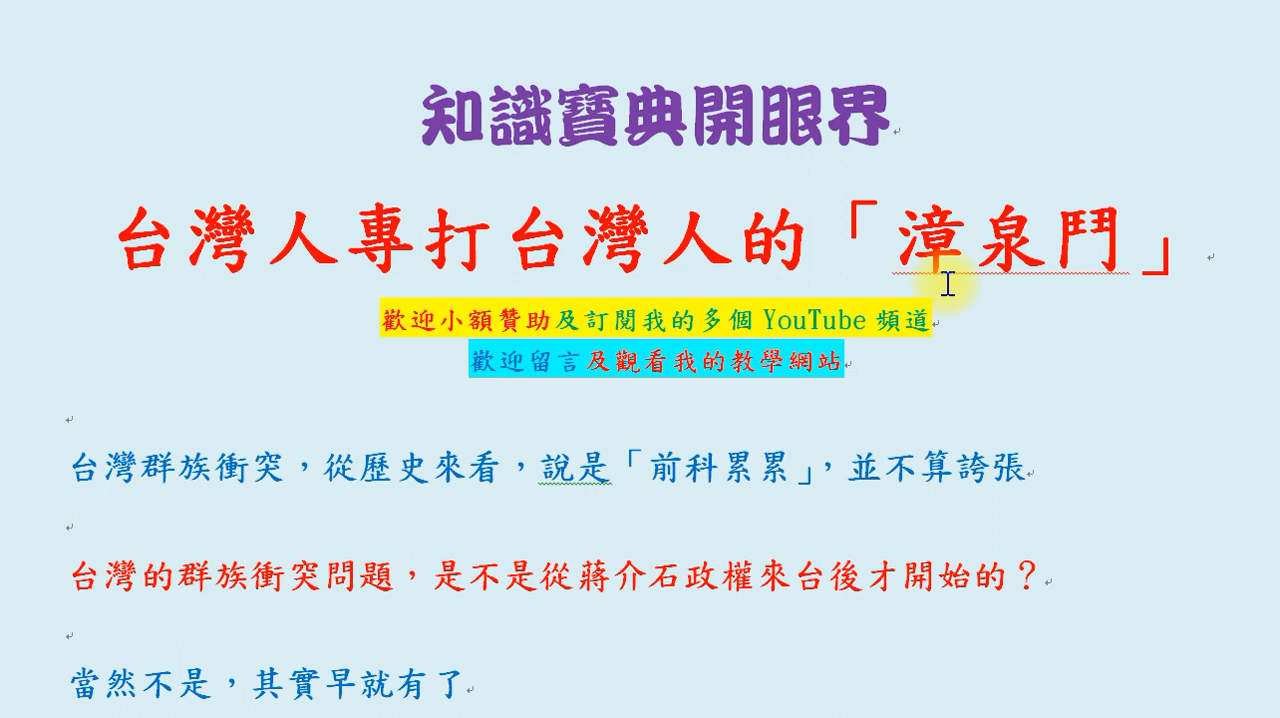 知識寶典開眼界
台灣人專打台灣人的「漳泉鬥」
歡迎小額贊助及訂閱我的多個 YouTube 頻道
歡迎留言及觀看我的教學網站
台灣群族衝突，從歷史來看，說是「前科累累」，並不算誇張
台灣的群族衝突問題，是不是從蔣介石政權來台後才開始的？
當然不是，其實早就有了